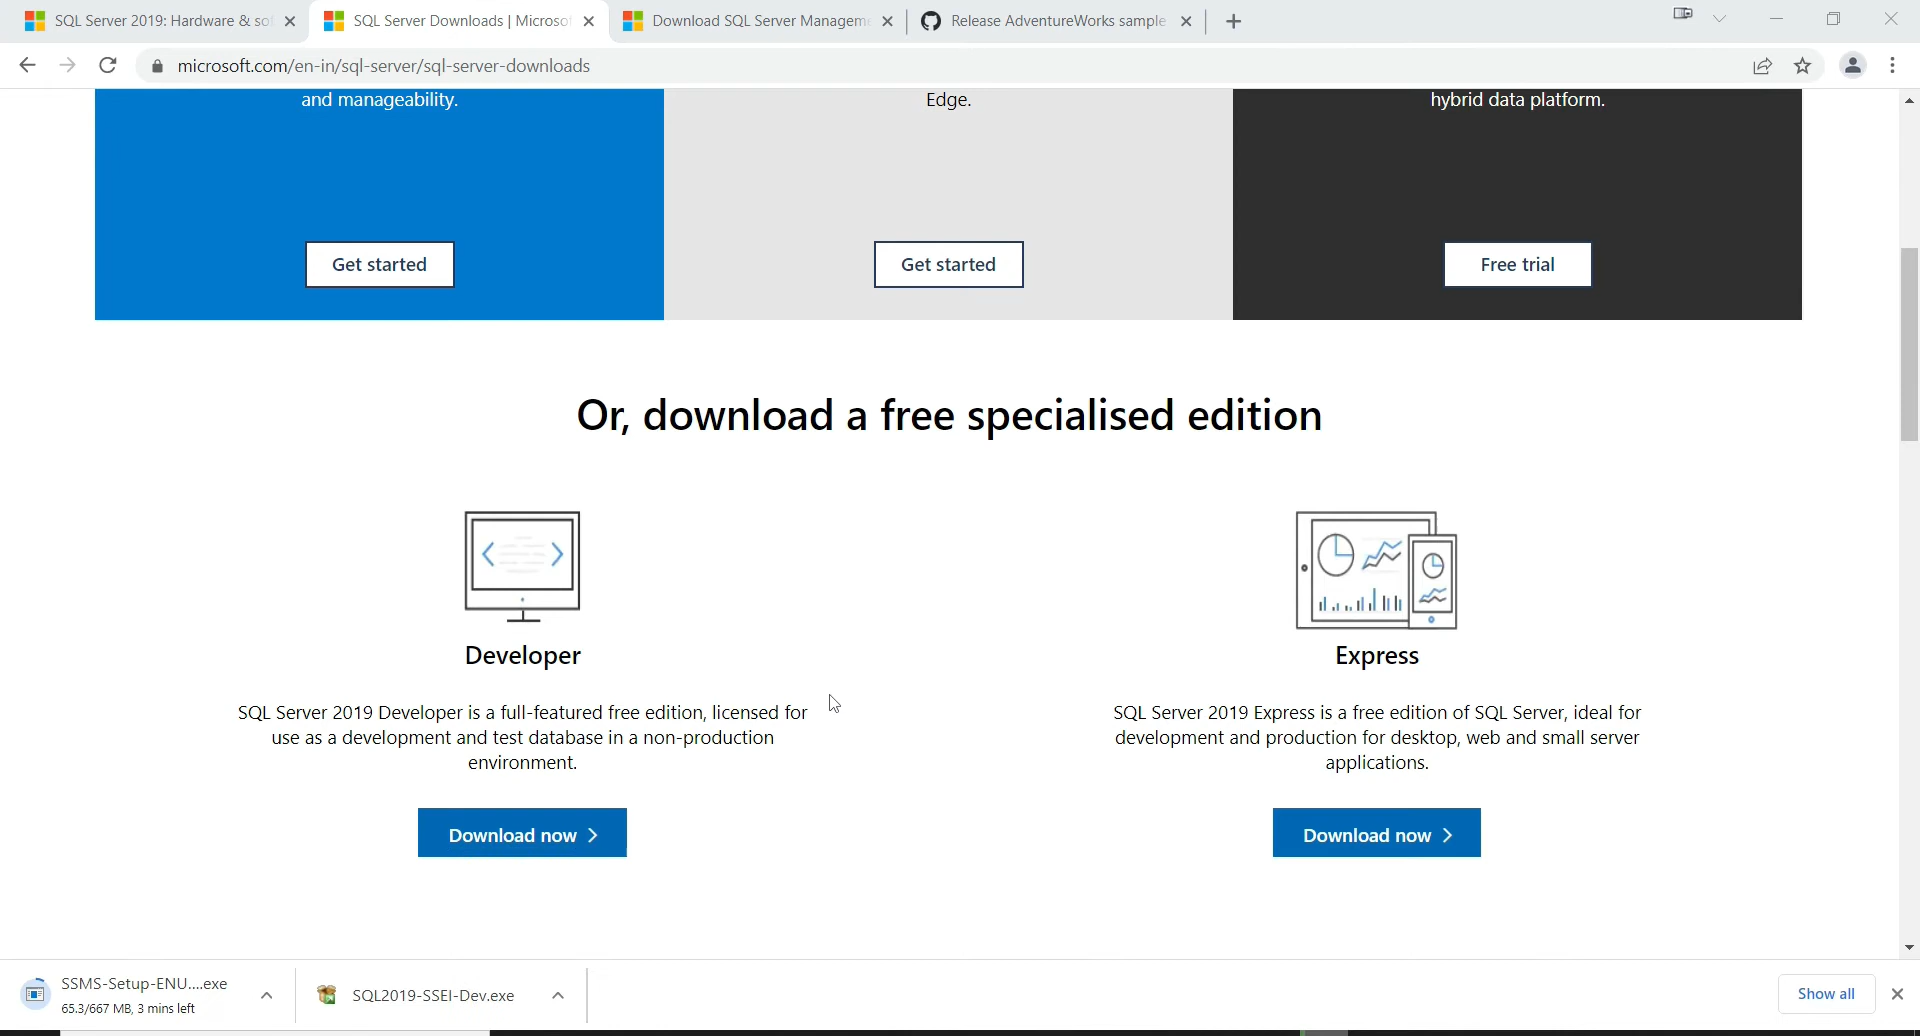 SQL Server 2019: Hardware & so
SQL Server Downloads | Microso
Download SQL Server Managem
Release AdventureWorks sample
microsoft.com/en-in/sql-server/sql-server-downloads
and manageability.
Edge.
hybrid data platform.
Get started
Get started
Free trial
Or, download a free specialised edition
Developer
SQL Server 2019 Developer is a full-featured free edition, licensed for
use as a development and test database in a non-production
environment.
Download now
Express
SQL Server 2019 Express is a free edition of SQL Server, ideal for
development and production for desktop, web and small server
applications.
Download now
SSMS-Setup-ENU....exe
65.3/667 MB, 3 mins left
SQL2019-SSEI-Dev.exe
Show all